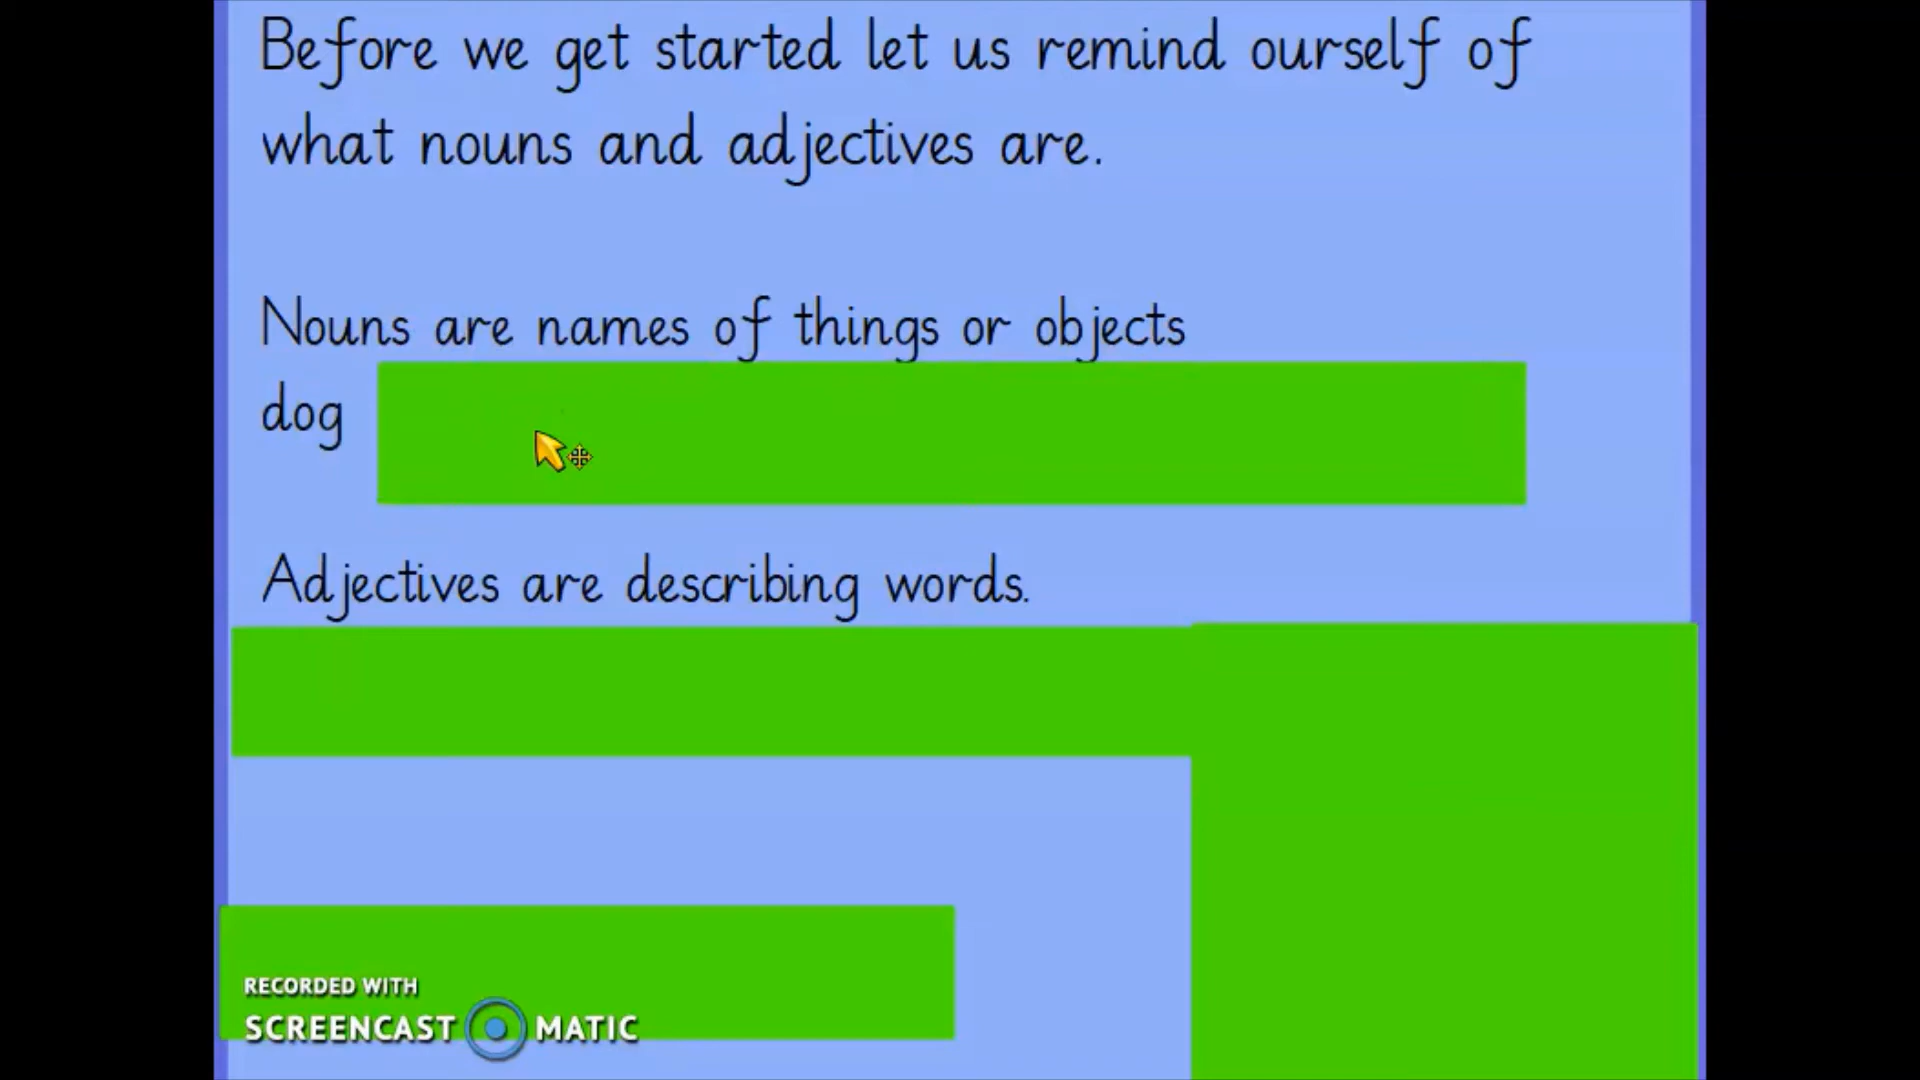 Before we get started let us remind ourself of
what nouns and adjectives are.
Nouns are names of things or objects
dog
Adjectives are describing words.
RECORDED WITH
SCREENCAST MATIC